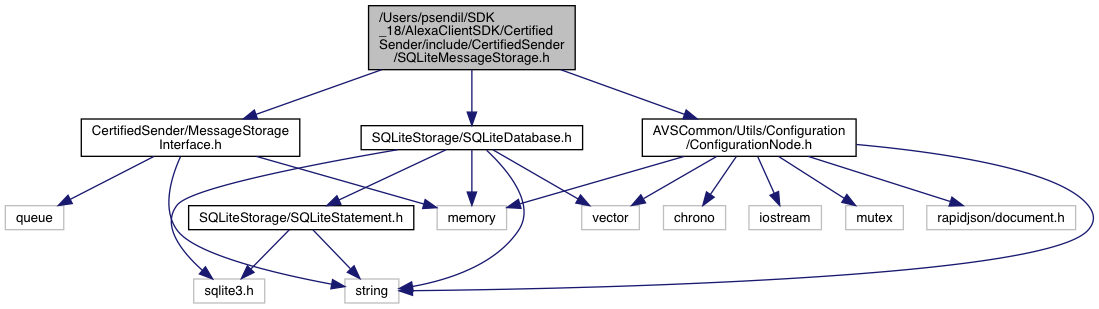 /Users/psendil/SDK
_18/AlexaClientSDK/Certified
Sender/include/CertifiedSender
/SQLiteMessageStorage.h
CertifiedSender/MessageStorage
Interface.h
SQLiteStorage/SQLiteDatabase.h
AVSCommon/Utils/Configuration
/ConfigurationNode.h
queue
SQLiteStorage/SQLiteStatement.h
memory
vector
chrono
iostream
mutex
rapidjson/document.h
sqlite3.h
string